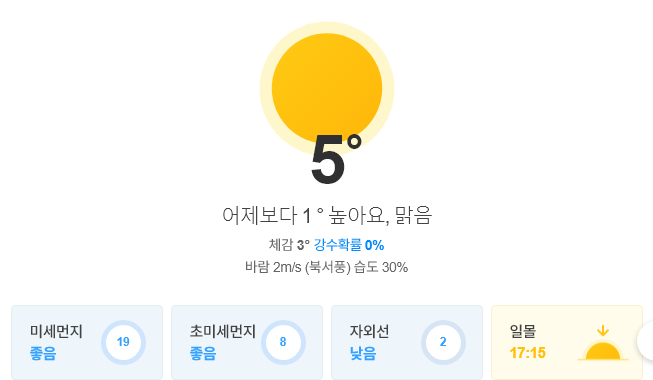 5°
어제보다 1° 높아요, 맑음
체감 3° 강수확률 0%
바람 2m/s (북서풍) 습도 30%
미세먼지
좋음
19
초미세먼지
좋음
8
자외선
낮음
2
일몰
17:15